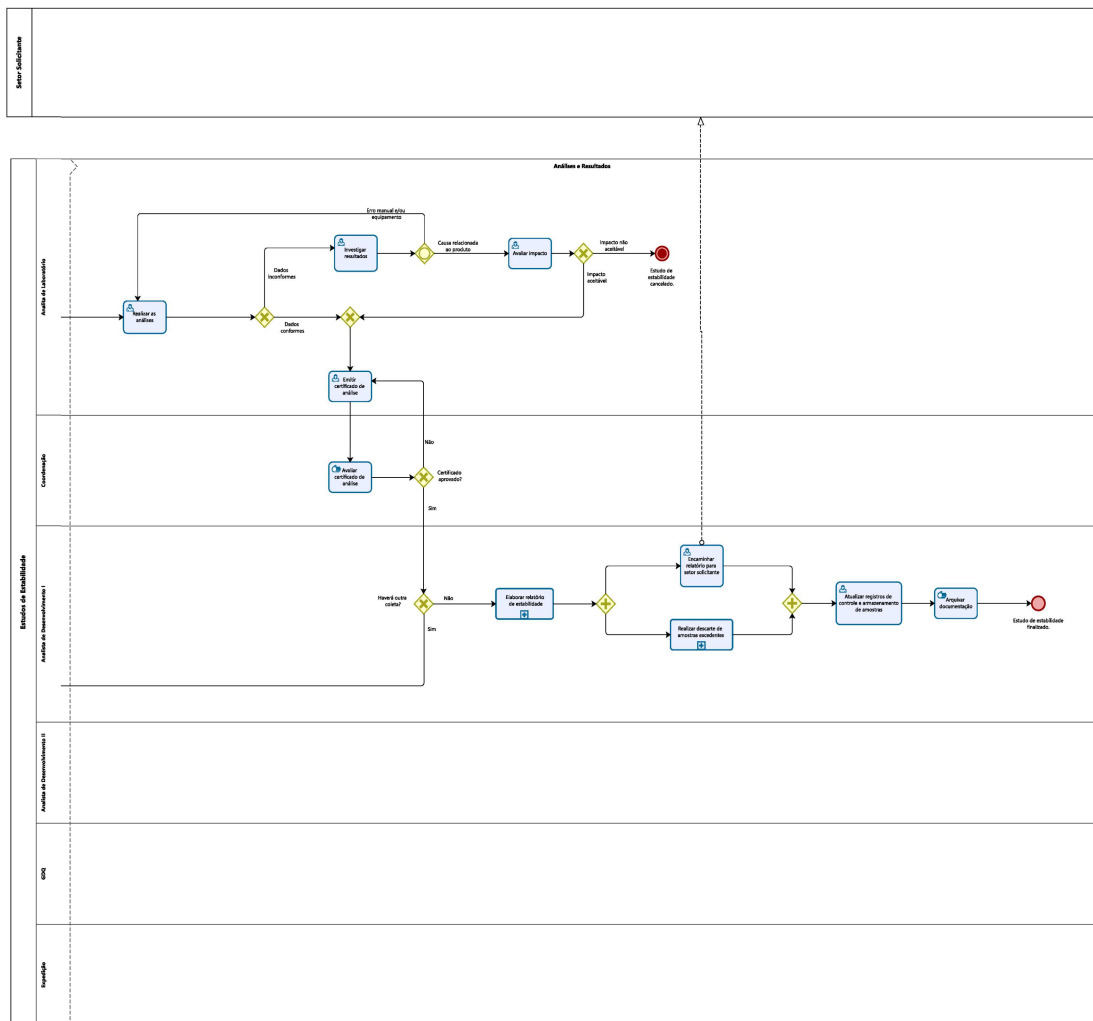 Setor Solicitante
Estudos de Estabilidade
Análises e Resultados
Analita de Laboratório
Erro manual e/ou
equipamento
Investigar
resultados
Causa relacionada
ao produto
Avaliar impacto
Impacto não
aceitável
Estudo de
estabilidade
cancelado.
Impacto
aceitável
Dados
inconformes
Realizar as
análises
Dados
conformes
Emitir
certificado de
análise
Coordenação
Não
Avaliar
certificado de
análise
Certificado
aprovado?
Sim
Analista de Desenvolvimento I
Haverá outra
coleta?
Não
Elaborar relatório
de estabilidade
Encaminhar
relatório para
setor solicitante
Realizar descarte de
amostras excedentes
Atualizar registros de
controle e armazenamento
de amostras
Arquivar
documentação
Estudo de estabilidade
finalizado.
Sim
Analista de Desenvolvimento II
GDQ
Expedição